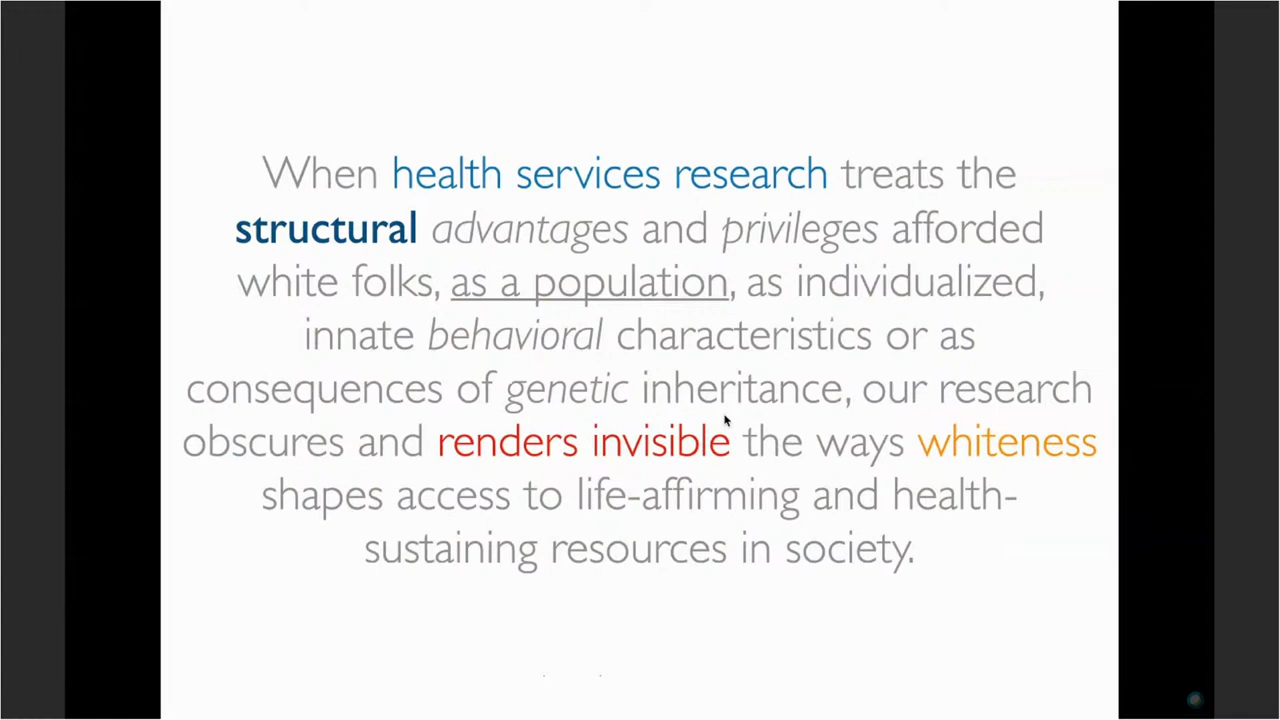 When health services research treats the
structural advantages and privileges afforded
white folks, as a population, as individualized,
innate behavioral characteristics or as
consequences of genetic inheritance, our research
obscures and renders invisible the ways whiteness
shapes access to life-affirming and health-
sustaining resources in society.